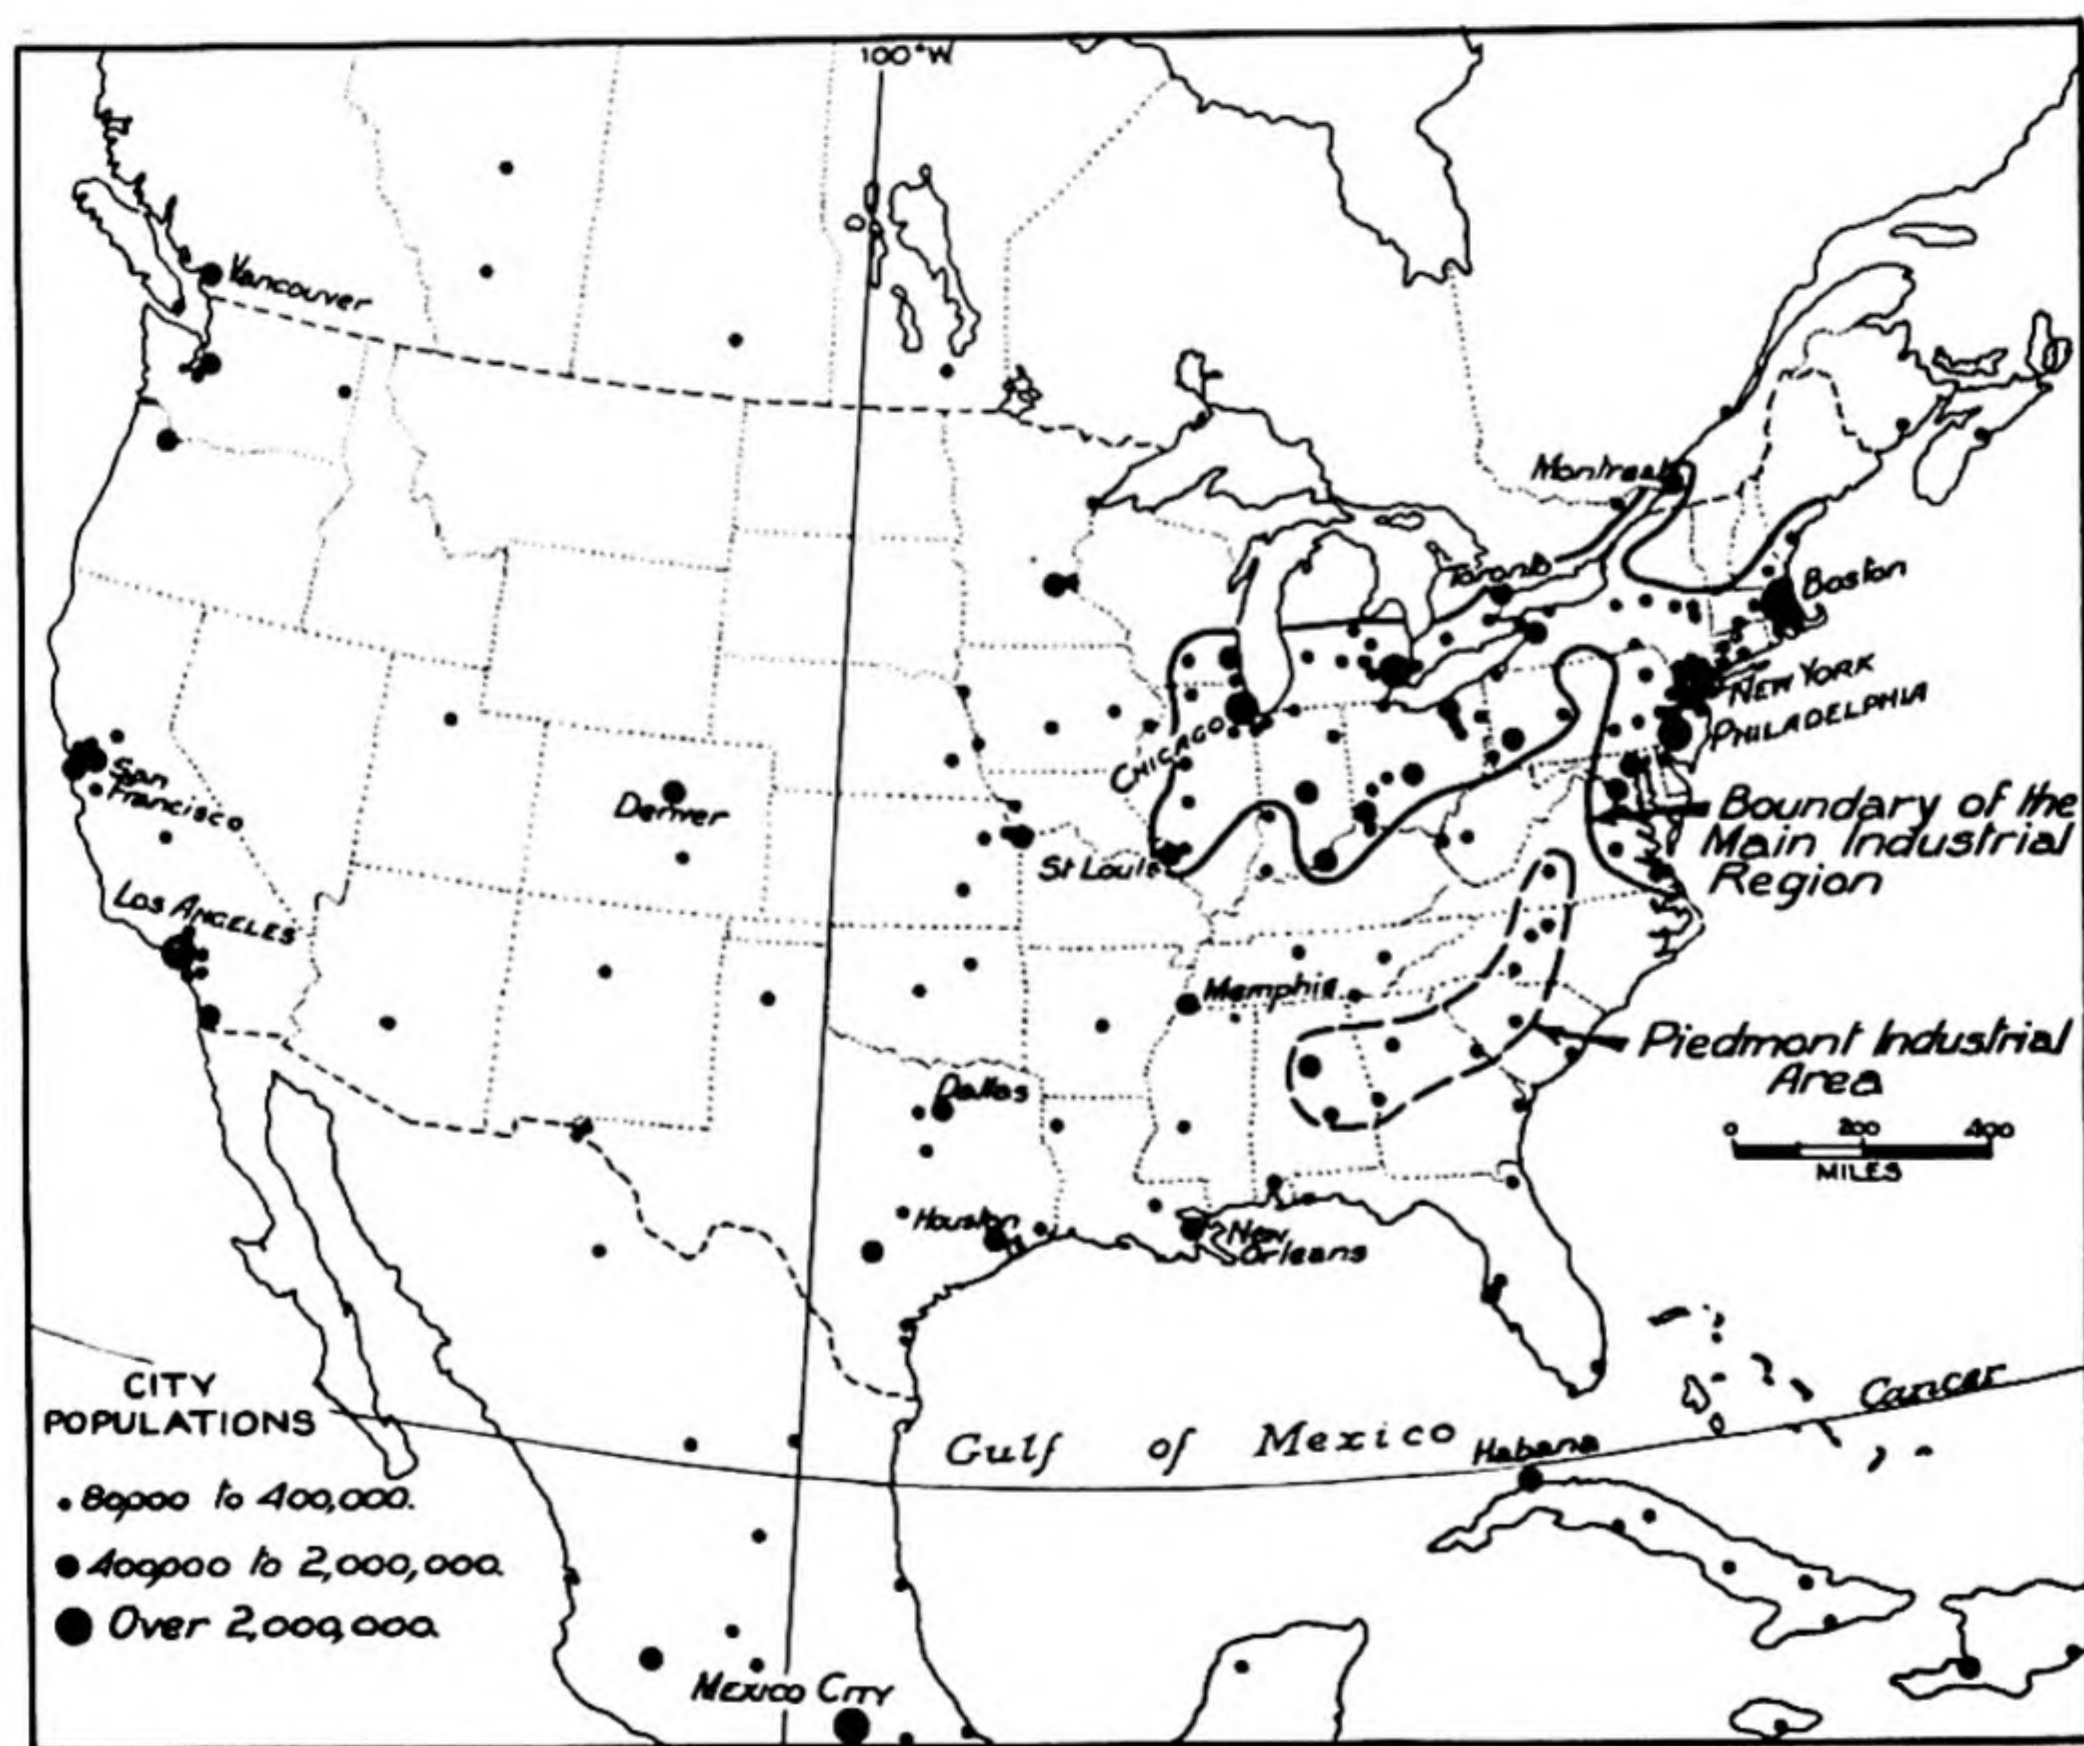 100°W
Vancouver
Montreal
Toronto
Boston
NEW YORK
PHILADELPHIA
CHICAGO
San
Francisco
Denver
St Louis
Boundary of the
Main Industrial
Region
LOS ANGELES
Memphis
Piedmont Industrial
Area
Dallas
0 200 400
MILES
Houston
New
Orleans
CITY
POPULATIONS
Cancer
Gulf of Mexico
Habana
80,000 to 400,000.
400,000 to 2,000,000.
Over 2,000,000.
MEXICO CITY